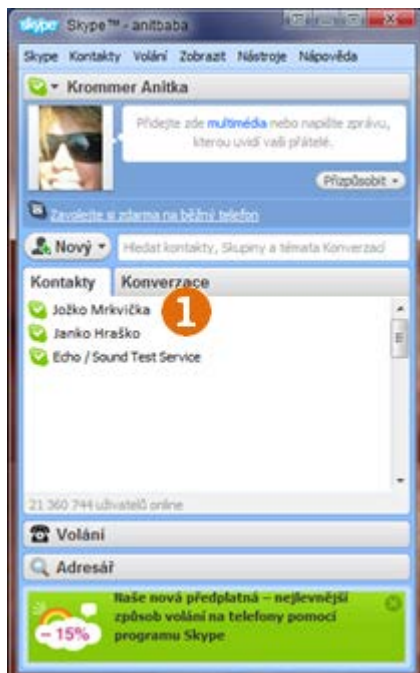 Skype™ - anitbaba
Skype Kontakty Volání Zobrazit Nástroje Nápověda
Krommer Anitka
Přidejte zde multimédia nebo napište zprávu,
kterou uvidí vaši přátelé.
Přizpůsobit
Zavolejte si zdarma na běžný telefon
Nový Hledat kontakty, Skupiny a témata Konverzací
Kontakty Konverzace
Jožko Mrkvička 1
Janko Hraško
Echo / Sound Test Service
21 360 744 uživatelů online
Volání
Adresář
Naše nová předplatná – nejlevnější
způsob volání na telefony pomocí
programu Skype
– 15%